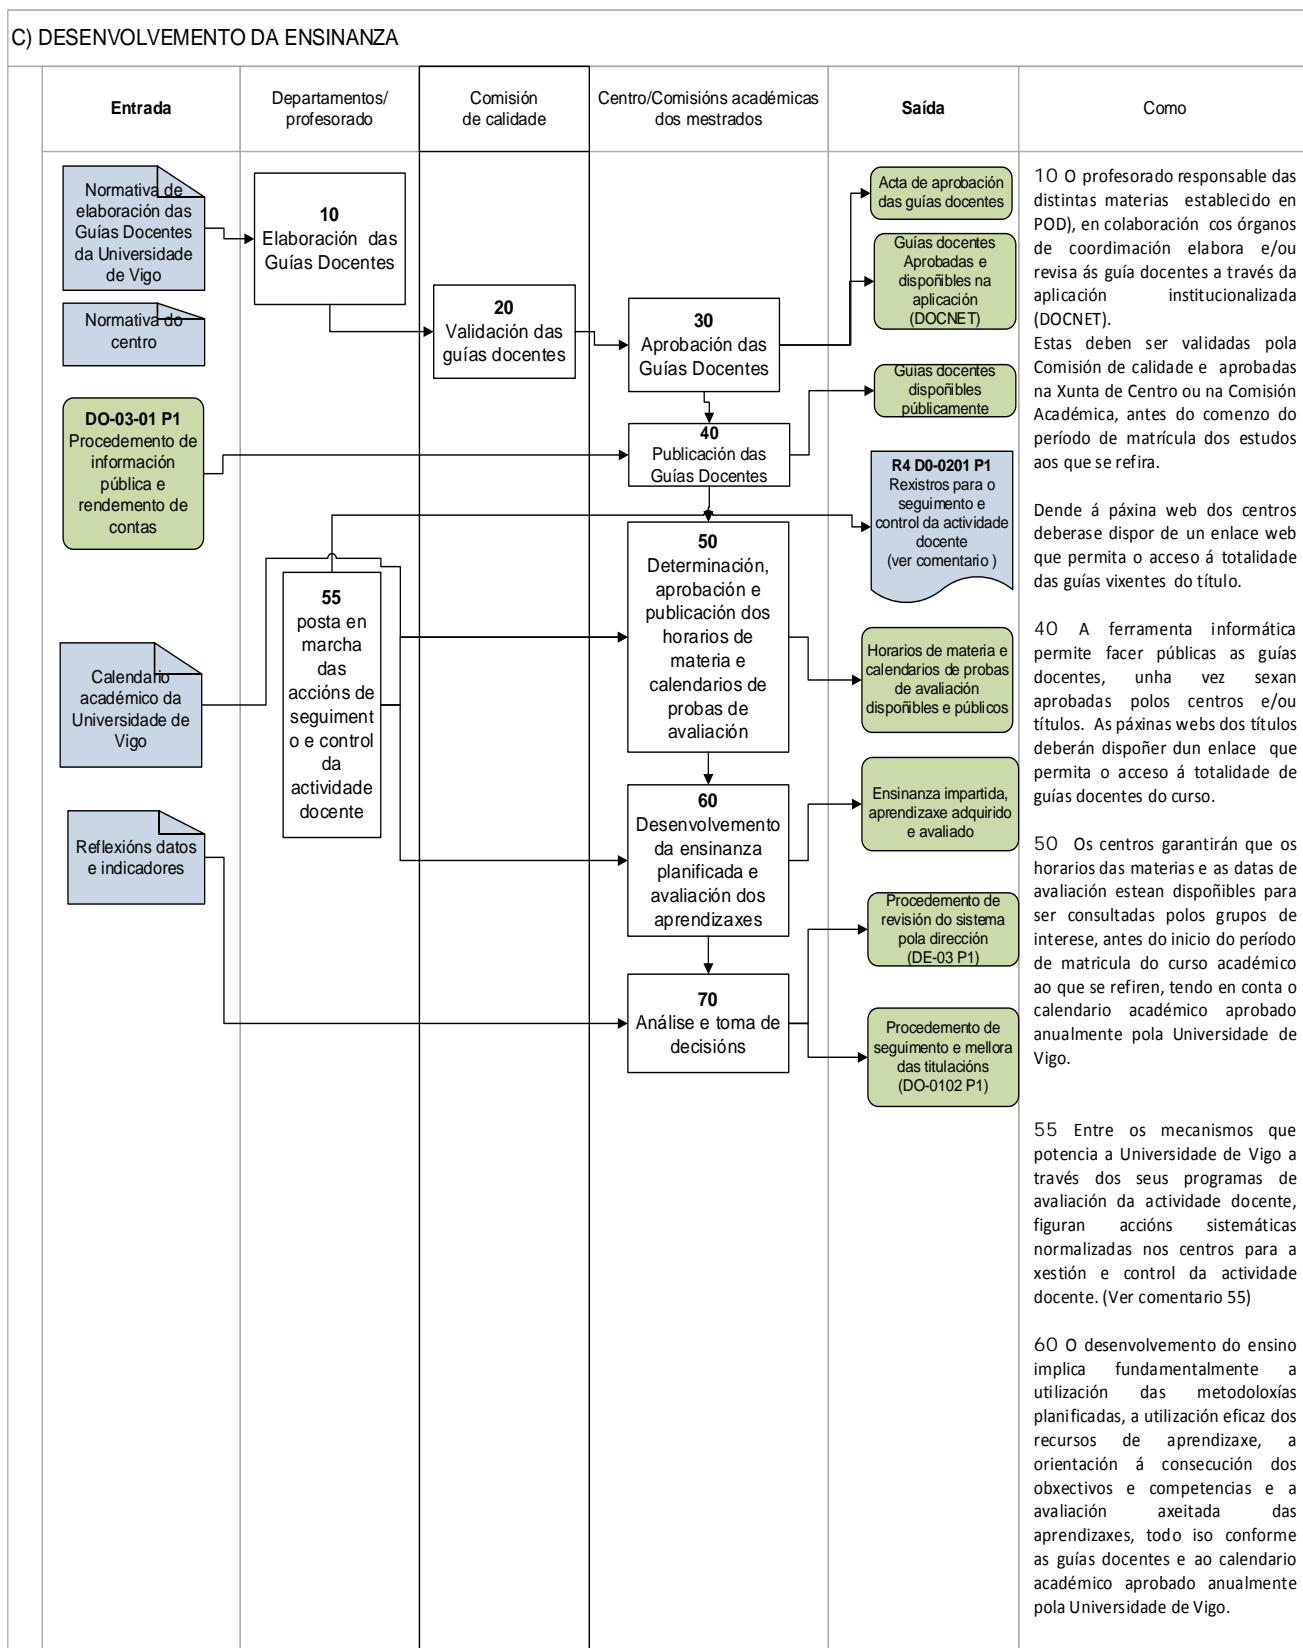 C) DESENVOLVEMENTO DA ENSINANZA
Entrada
Departamentos/
profesorado
Comisión
de calidade
Centro/Comisións académicas
dos mestrados
Saída
Como
Normativa de
elaboración das
Guías Docentes
da Universidade
de Vigo
Normativa do
centro
DO-03-01 P1
Procedemento de
información
pública e
rendemento de
contas
Calendario
académico da
Universidade de
Vigo
Reflexións datos
e indicadores
10
Elaboración das
Guías Docentes
55
posta en
marcha
das
accións de
seguiment
o e control
da
actividade
docente
20
Validación das
guías docentes
30
Aprobación das
Guías Docentes
40
Publicación das
Guías Docentes
50
Determinación,
aprobación e
publicación dos
horarios de
materia e
calendarios de
probas de
avaliación
60
Desenvolvemento
da ensinanza
planificada e
avaliación dos
aprendizaxes
70
Análise e toma de
decisións
Acta de aprobación
das guías docentes
Guías docentes
Aprobadas e
dispoñibles na
aplicación
(DOCNET)
Guías docentes
dispoñibles
públicamente
R4 D0-0201 P1
Rexistros para o
seguimento e
control da actividade
docente
(ver comentario )
Horarios de materia e
calendarios de probas
de avaliación
dispoñibles e públicos
Ensinanza impartida,
aprendizaxe adquirido
e avaliado
Procedemento de
revisión do sistema
pola dirección
(DE-03 P1)
Procedemento de
seguimento e mellora
das titulacións
(DO-0102 P1)
10 O profesorado responsable das
distintas materias establecido en
POD), en colaboración cos órganos
de coordimación elabora e/ou
revisa ás guía docentes a través da
aplicación institucionalizada
(DOCNET).
Estas deben ser validadas pola
Comisión de calidade e aprobadas
na Xunta de Centro ou na Comisión
Académica, antes do comenzo do
período de matrícula dos estudos
aos que se refira.
Dende á páxina web dos centros
deberase dispor de un enlace web
que permita o acceso á totalidade
das guías vixentes do título.
40 A ferramenta informática
permite facer públicas as guías
docentes, unha vez sexan
aprobadas polos centros e/ou
títulos. As páxinas webs dos títulos
deberán dispoñer dun enlace que
permita o acceso á totalidade de
guías docentes do curso.
50 Os centros garantirán que os
horarios das materias e as datas de
avaliación estean dispoñibles para
ser consultadas polos grupos de
interese, antes do inicio do período
de matricula do curso académico
ao que se refiren, tendo en conta o
calendario académico aprobado
anualmente pola Universidade de
Vigo.
55 Entre os mecanismos que
potencia a Universidade de Vigo a
través dos seus programas de
avaliación da actividade docente,
figuran accións sistemáticas
normalizadas nos centros para a
xestión e control da actividade
docente. (Ver comentario 55)
60 O desenvolvemento do ensino
implica fundamentalmente a
utilización das metodoloxías
planificadas, a utilización eficaz dos
recursos de aprendizaxe, a
orientación á consecución dos
obxectivos e competencias e a
avaliación axeitada das
aprendizaxes, todo iso conforme
as guías docentes e ao calendario
académico aprobado anualmente
pola Universidade de Vigo.